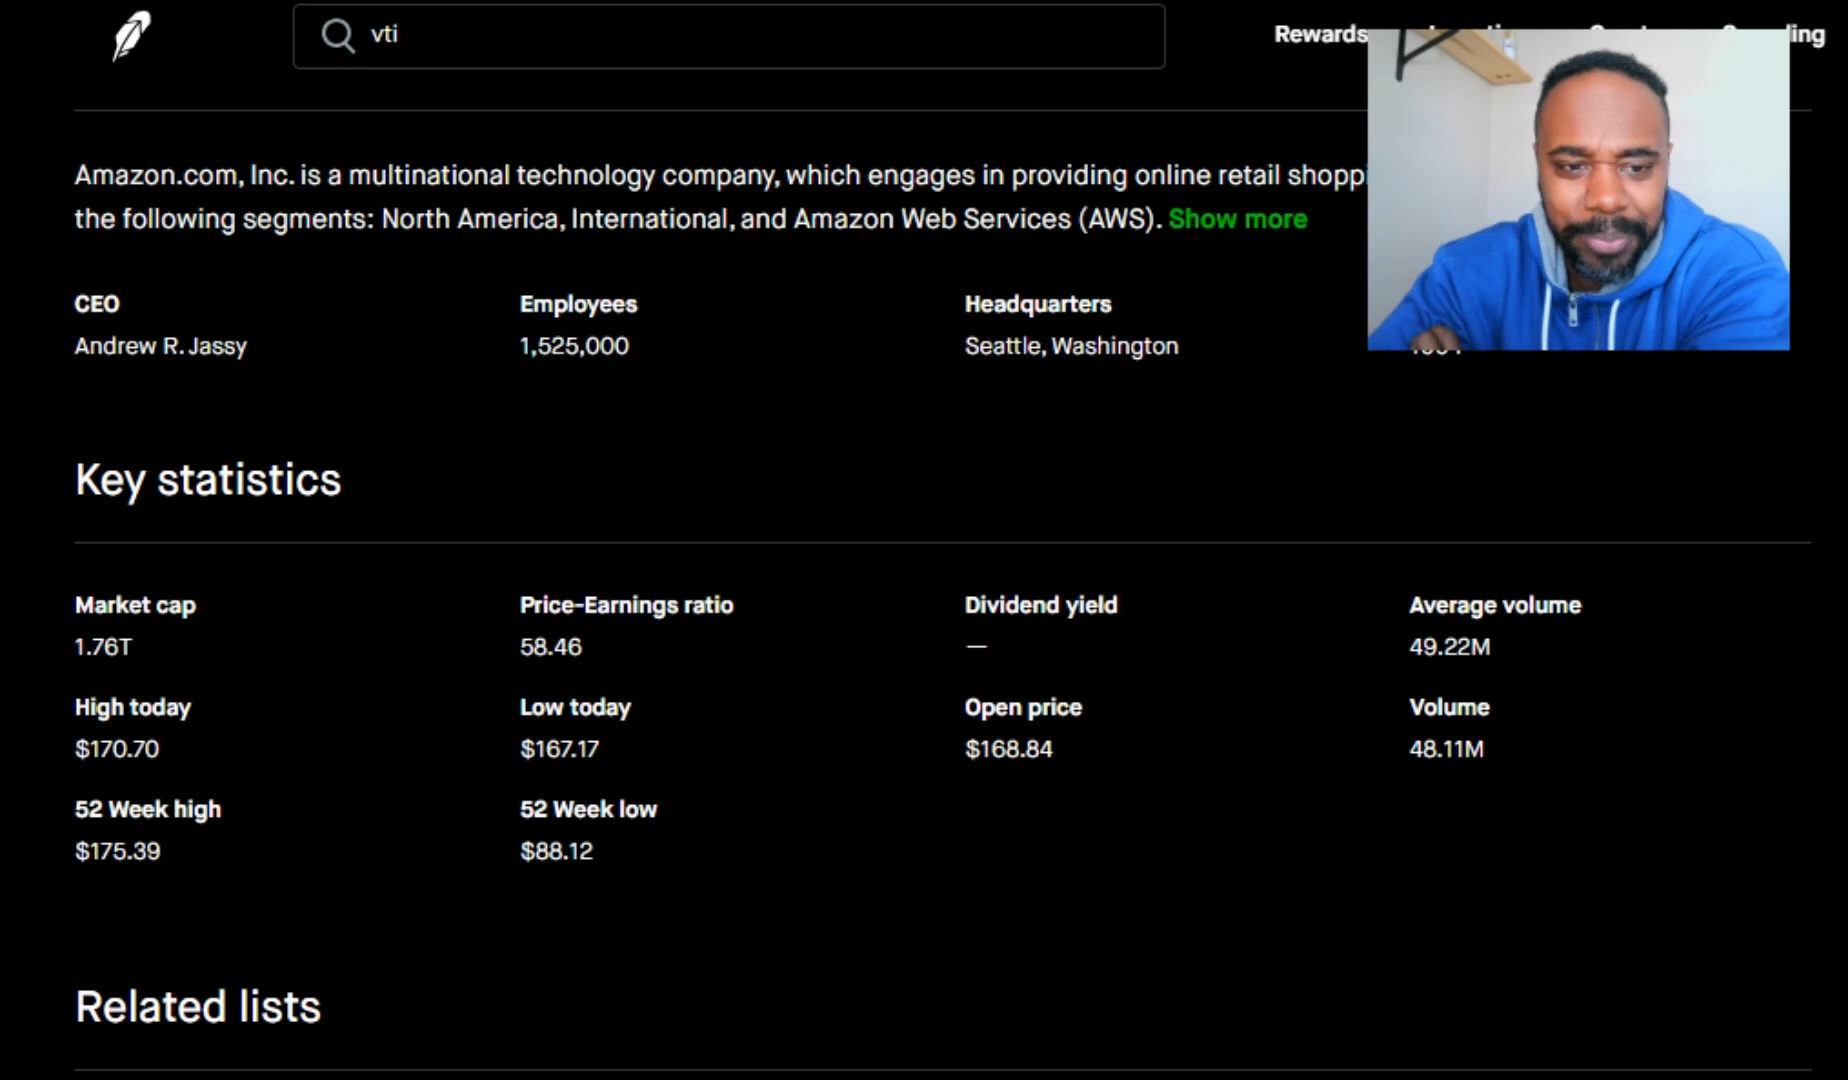 vti
Rewards
Amazon.com, Inc. is a multinational technology company, which engages in providing online retail
the following segments: North America, International, and Amazon Web Services (AWS). Show more
CEO Employees Headquarters
Andrew R. Jassy 1,525,000 Seattle, Washington
Key statistics
Market cap Price-Earnings ratio Dividend yield Average volume
1.76T 58.46 — 49.22M
High today Low today Open price Volume
$170.70 $167.17 $168.84 48.11M
52 Week high 52 Week low
$175.39 $88.12
Related lists